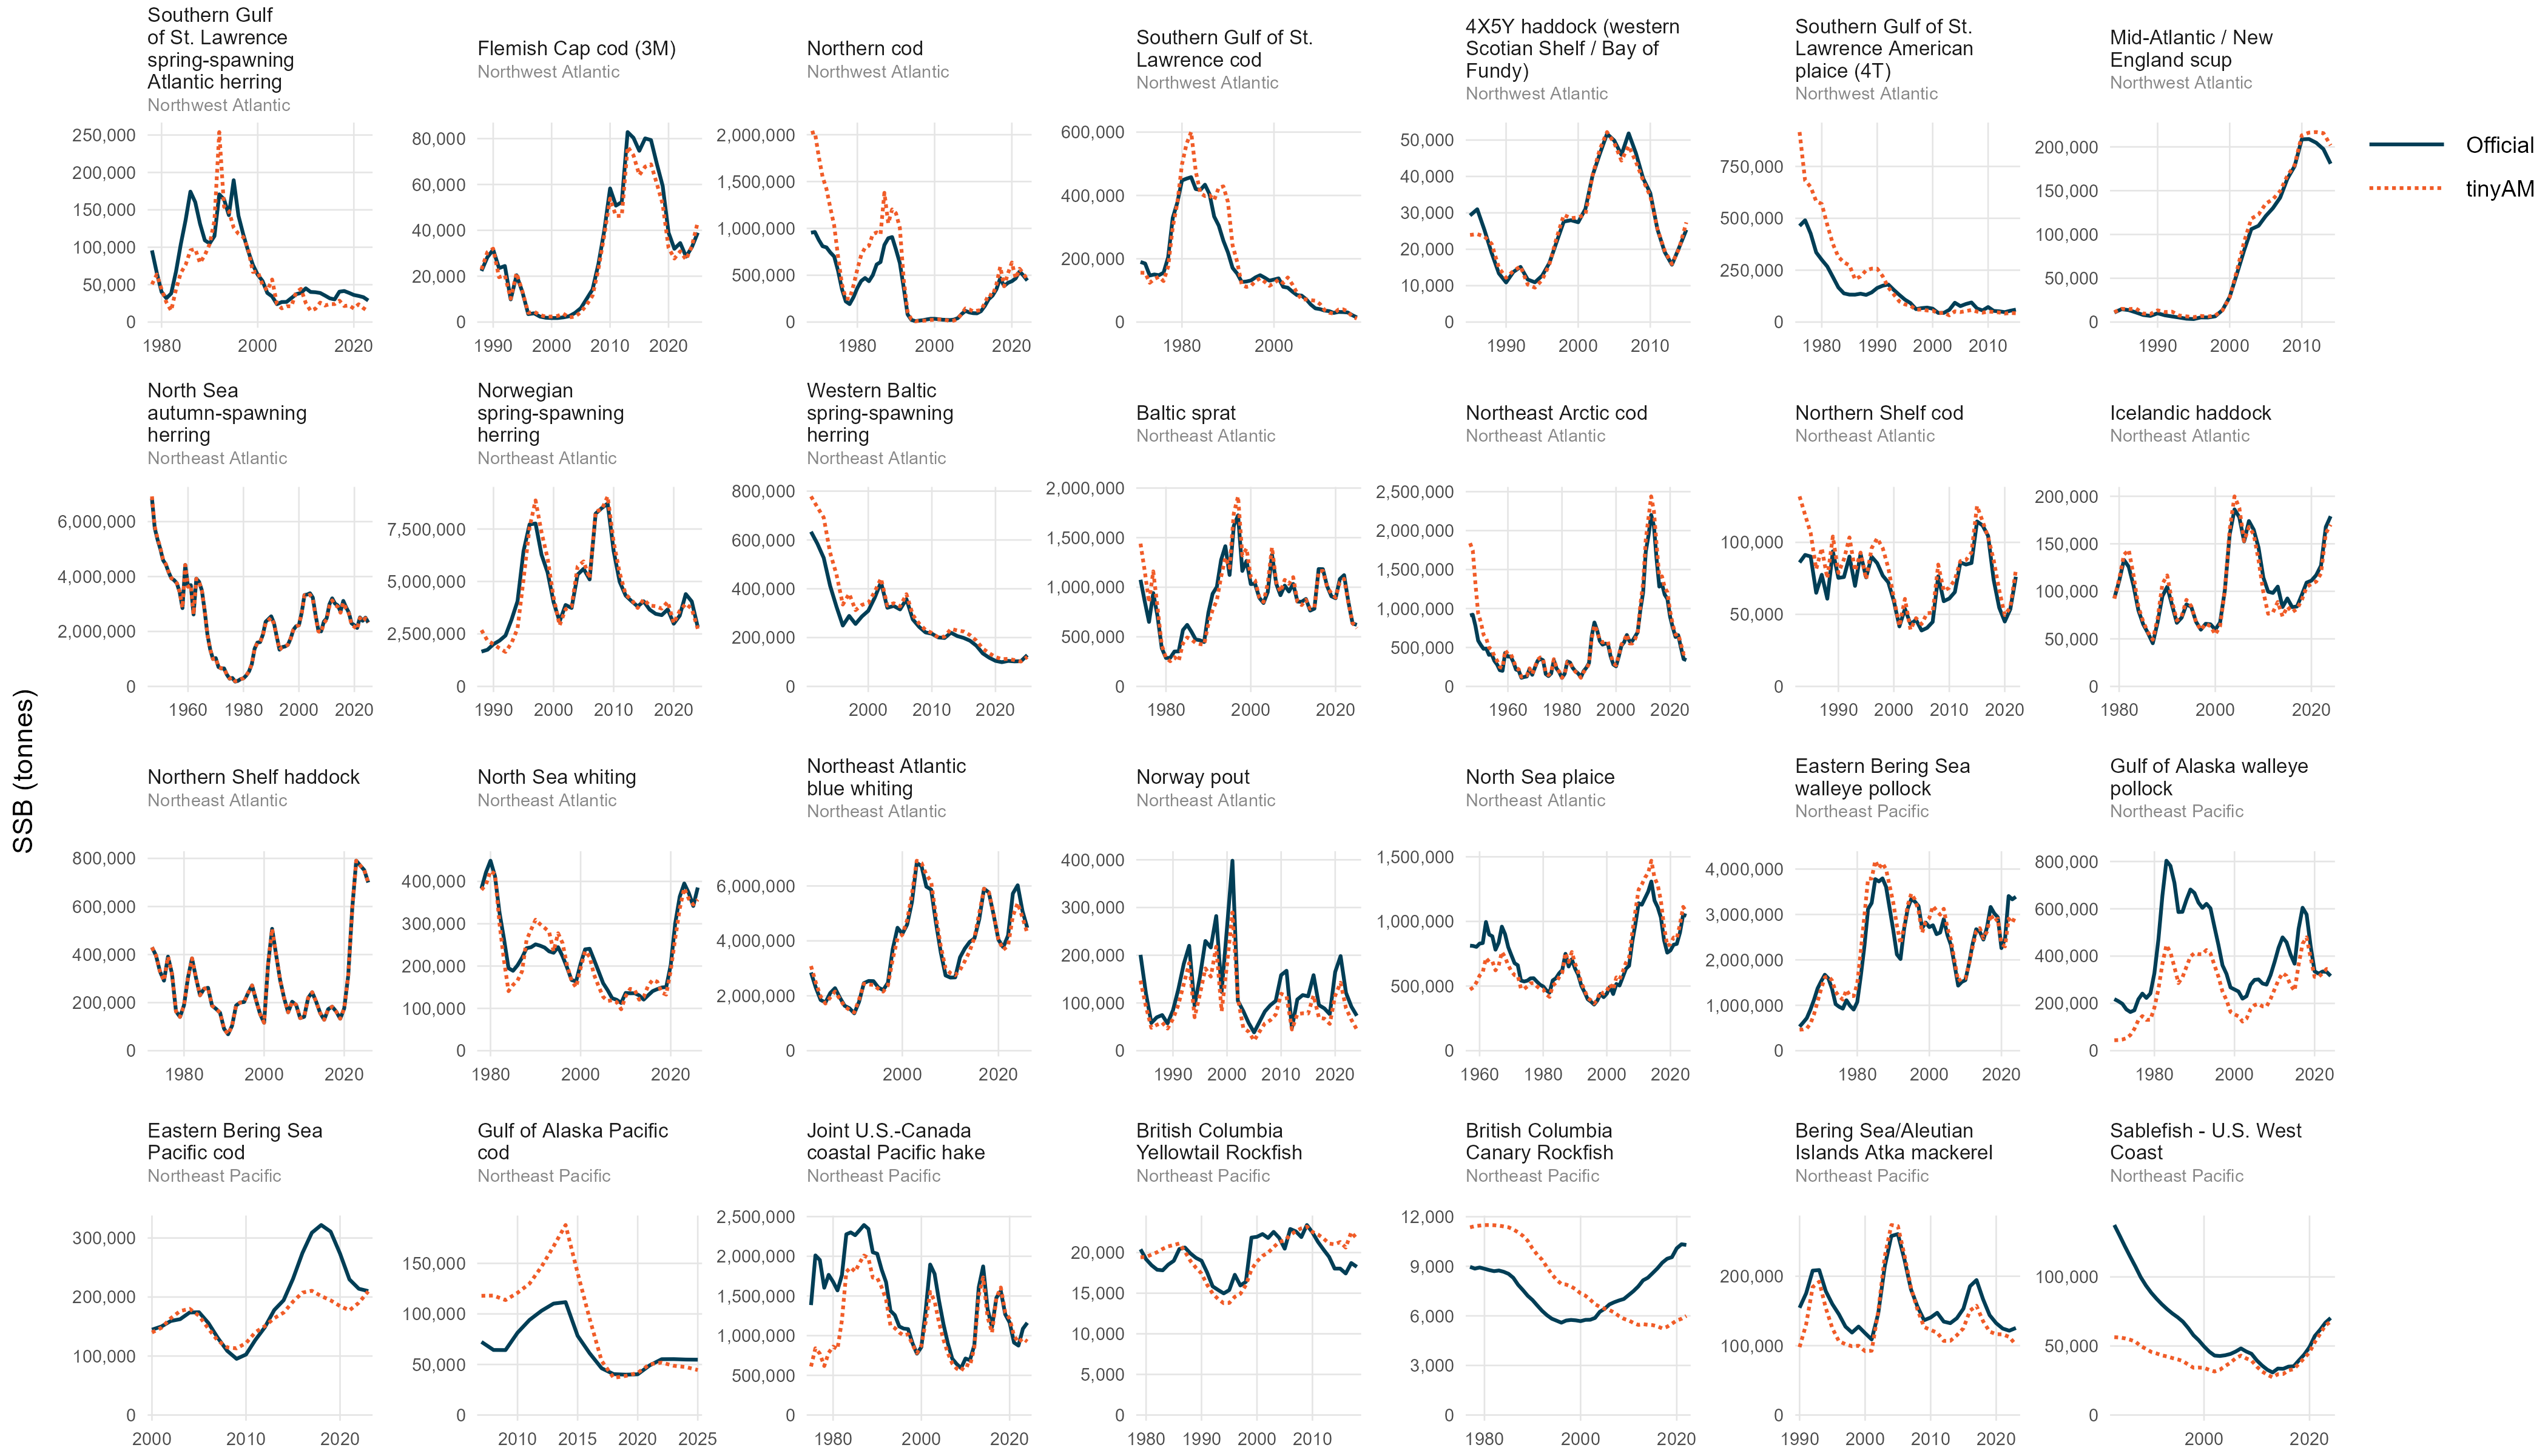 Southern Gulf
of St. Lawrence
spring-spawning
Atlantic herring
Northwest Atlantic
250,000
200,000
150,000
100,000
50,000
0
1980 2000 2020
Flemish Cap cod (3M)
Northwest Atlantic
80,000
60,000
40,000
20,000
0
1990 2000 2010 2020
Northern cod
Northwest Atlantic
2,000,000
1,500,000
1,000,000
500,000
0
1980 2000 2020
Southern Gulf of St.
Lawrence cod
Northwest Atlantic
600,000
400,000
200,000
0
1980 2000
4X5Y haddock (western
Scotian Shelf / Bay of
Fundy)
Northwest Atlantic
50,000
40,000
30,000
20,000
10,000
0
1990 2000 2010
Southern Gulf of St.
Lawrence American
plaice (4T)
Northwest Atlantic
750,000
500,000
250,000
0
1980 1990 2000 2010
Mid-Atlantic / New
England scup
Northwest Atlantic
200,000
150,000
100,000
50,000
0
1990 2000 2010
Official
tinyAM
SSB (tonnes)
North Sea
autumn-spawning
herring
Northeast Atlantic
6,000,000
4,000,000
2,000,000
0
1960 1980 2000 2020
Norwegian
spring-spawning
herring
Northeast Atlantic
7,500,000
5,000,000
2,500,000
0
1990 2000 2010 2020
Western Baltic
spring-spawning
herring
Northeast Atlantic
800,000
600,000
400,000
200,000
0
2000 2010 2020
Baltic sprat
Northeast Atlantic
2,000,000
1,500,000
1,000,000
500,000
0
1980 2000 2020
Northeast Arctic cod
Northeast Atlantic
2,500,000
2,000,000
1,500,000
1,000,000
500,000
0
1960 1980 2000 2020
Northern Shelf cod
Northeast Atlantic
100,000
50,000
0
1990 2000 2010 2020
Icelandic haddock
Northeast Atlantic
200,000
150,000
100,000
50,000
0
1980 2000 2020
Northern Shelf haddock
Northeast Atlantic
800,000
600,000
400,000
200,000
0
1980 2000 2020
North Sea whiting
Northeast Atlantic
400,000
300,000
200,000
100,000
0
1980 2000 2020
Northeast Atlantic
blue whiting
Northeast Atlantic
6,000,000
4,000,000
2,000,000
0
2000 2020
Norway pout
Northeast Atlantic
400,000
300,000
200,000
100,000
0
1990 2000 2010 2020
North Sea plaice
Northeast Atlantic
1,500,000
1,000,000
500,000
0
1960 1980 2000 2020
Eastern Bering Sea
walleye pollock
Northeast Pacific
4,000,000
3,000,000
2,000,000
1,000,000
0
1980 2000 2020
Gulf of Alaska walleye
pollock
Northeast Pacific
800,000
600,000
400,000
200,000
0
1980 2000 2020
Eastern Bering Sea
Pacific cod
Northeast Pacific
300,000
200,000
100,000
0
2000 2010 2020
Gulf of Alaska Pacific
cod
Northeast Pacific
150,000
100,000
50,000
0
2010 2015 2020 2025
Joint U.S.-Canada
coastal Pacific hake
Northeast Pacific
2,500,000
2,000,000
1,500,000
1,000,000
500,000
0
1980 2000 2020
British Columbia
Yellowtail Rockfish
Northeast Pacific
20,000
15,000
10,000
5,000
0
1980 1990 2000 2010
British Columbia
Canary Rockfish
Northeast Pacific
12,000
9,000
6,000
3,000
0
1980 2000 2020
Bering Sea/Aleutian
Islands Atka mackerel
Northeast Pacific
200,000
100,000
0
1990 2000 2010 2020
Sablefish - U.S. West
Coast
Northeast Pacific
100,000
50,000
0
2000 2020